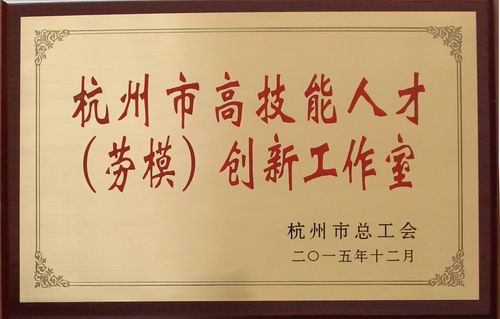 杭州市高技能人才
（劳模）创新工作室
杭州市总工会
二〇一五年十二月